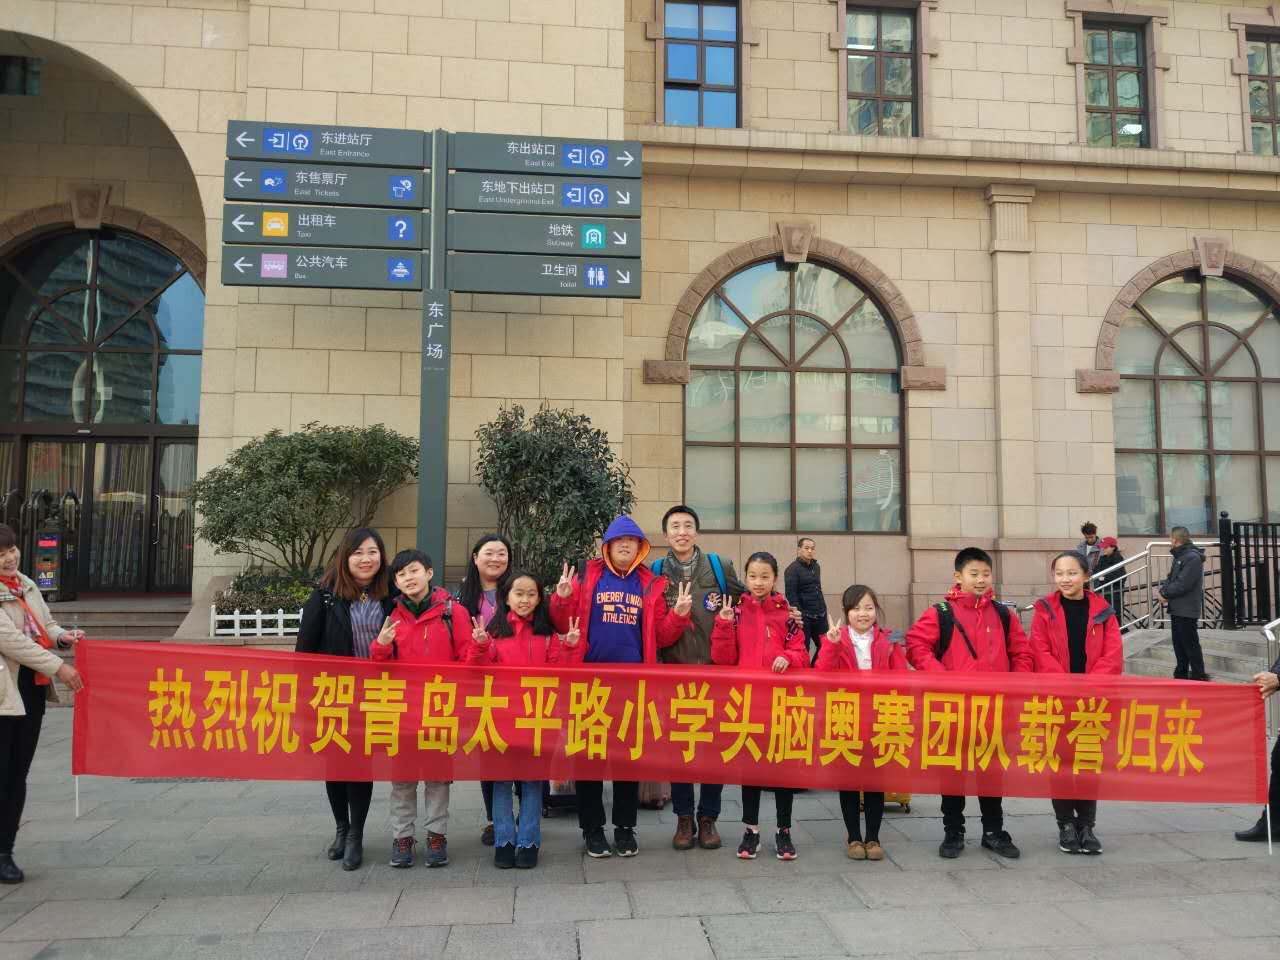 东进站厅
East Entrance
东售票厅
East Tickets
出租车
Taxi
?
公共汽车
Bus
东出站口
East Exit
东地下出站口
East Underground Exit
地铁
Subway
卫生间
Toilet
东广场
ENERGY UNION
ATHLETICS
热烈祝贺青岛太平路小学头脑奥赛团队载誉归来